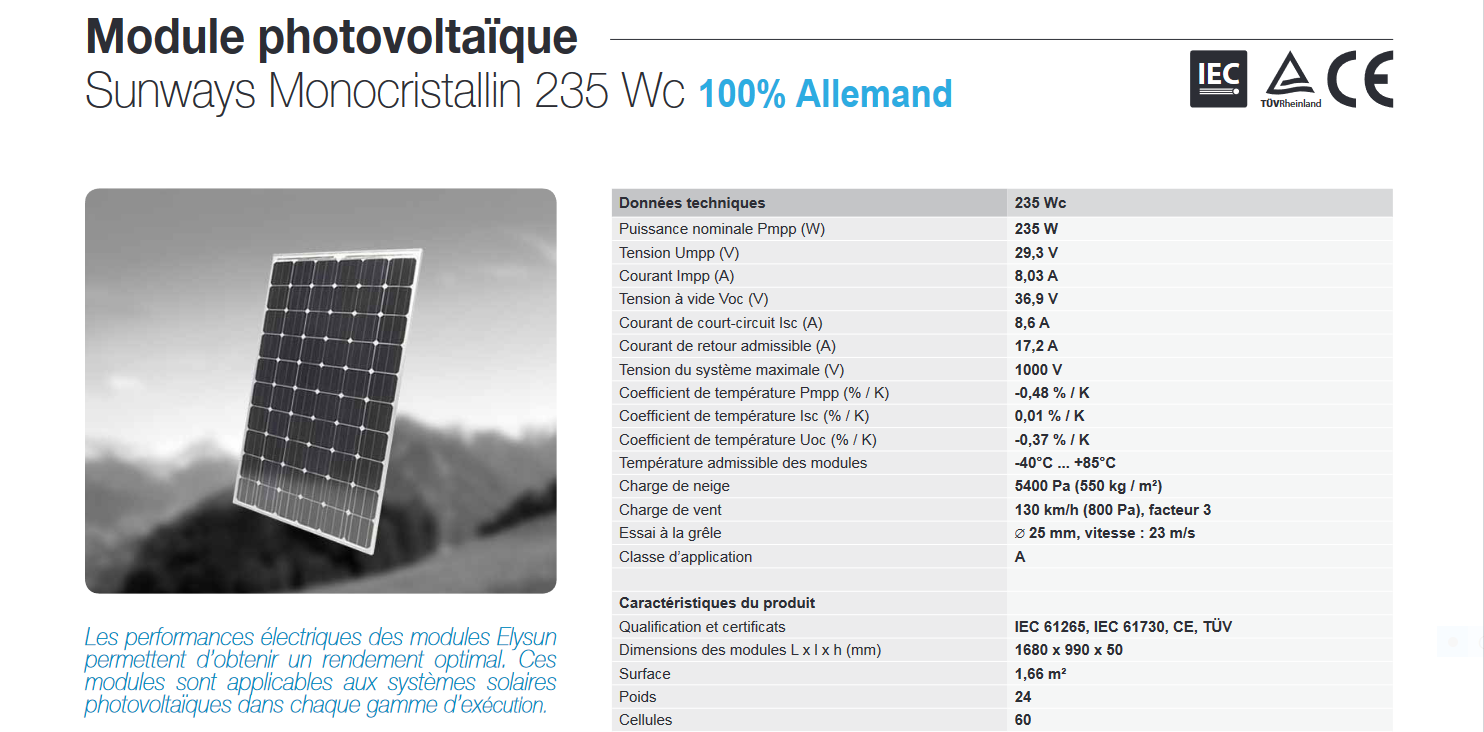 Module photovoltaïque
Sunways Monocristallin 235 Wc 100% Allemand
IEC
TÜVRheinland
CE
Données techniques 235 Wc
Puissance nominale Pmpp (W) 235 W
Tension Umpp (V) 29,3 V
Courant Impp (A) 8,03 A
Tension à vide Voc (V) 36,9 V
Courant de court-circuit Isc (A) 8,6 A
Courant de retour admissible (A) 17,2 A
Tension du système maximale (V) 1000 V
Coefficient de température Pmpp (% / K) -0,48 % / K
Coefficient de température Isc (% / K) 0,01 % / K
Coefficient de température Uoc (% / K) -0,37 % / K
Température admissible des modules -40°C ... +85°C
Charge de neige 5400 Pa (550 kg / m²)
Charge de vent 130 km/h (800 Pa), facteur 3
Essai à la grêle ∅ 25 mm, vitesse : 23 m/s
Classe d'application A
Caractéristiques du produit
Qualification et certificats IEC 61265, IEC 61730, CE, TÜV
Dimensions des modules L x l x h (mm) 1680 x 990 x 50
Surface 1,66 m²
Poids 24
Cellules 60
Les performances électriques des modules Elysun
permettent d'obtenir un rendement optimal. Ces
modules sont applicables aux systèmes solaires
photovoltaïques dans chaque gamme d'exécution.